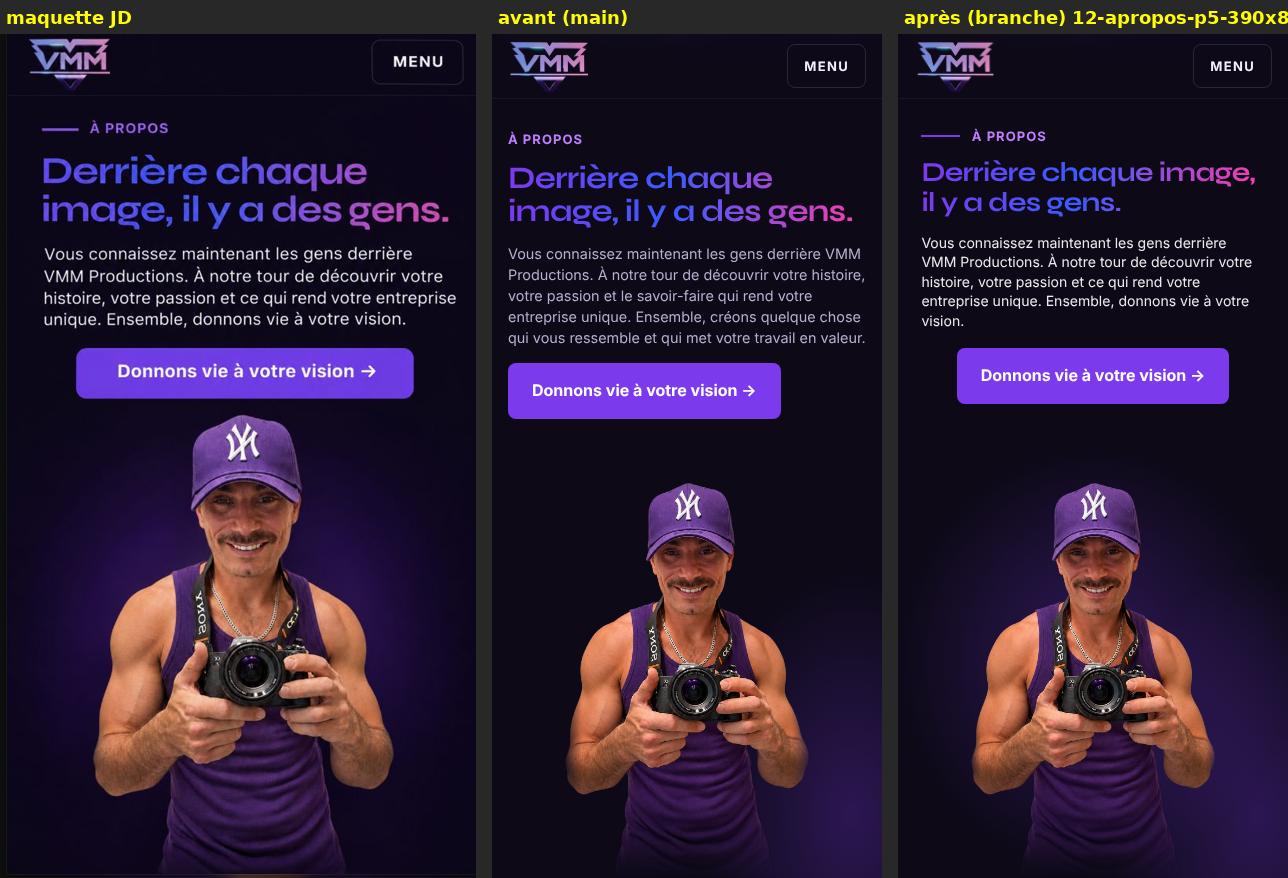 maquette JD
VMM
MENU
À PROPOS
Derrière chaque
image, il y a des gens.
Vous connaissez maintenant les gens derrière
VMM Productions. À notre tour de découvrir votre
histoire, votre passion et ce qui rend votre entreprise
unique. Ensemble, donnons vie à votre vision.
Donnons vie à votre vision →
NY
SONY
avant (main)
VMM
MENU
À PROPOS
Derrière chaque
image, il y a des gens.
Vous connaissez maintenant les gens derrière VMM
Productions. À notre tour de découvrir votre histoire,
votre passion et le savoir-faire qui rend votre
entreprise unique. Ensemble, créons quelque chose
qui vous ressemble et qui met votre travail en valeur.
Donnons vie à votre vision →
NY
SONY
après (branche) 12-apropos-p5-390x8
VMM
MENU
À PROPOS
Derrière chaque image,
il y a des gens.
Vous connaissez maintenant les gens derrière
VMM Productions. À notre tour de découvrir votre
histoire, votre passion et ce qui rend votre
entreprise unique. Ensemble, donnons vie à votre
vision.
Donnons vie à votre vision →
NY
SONY